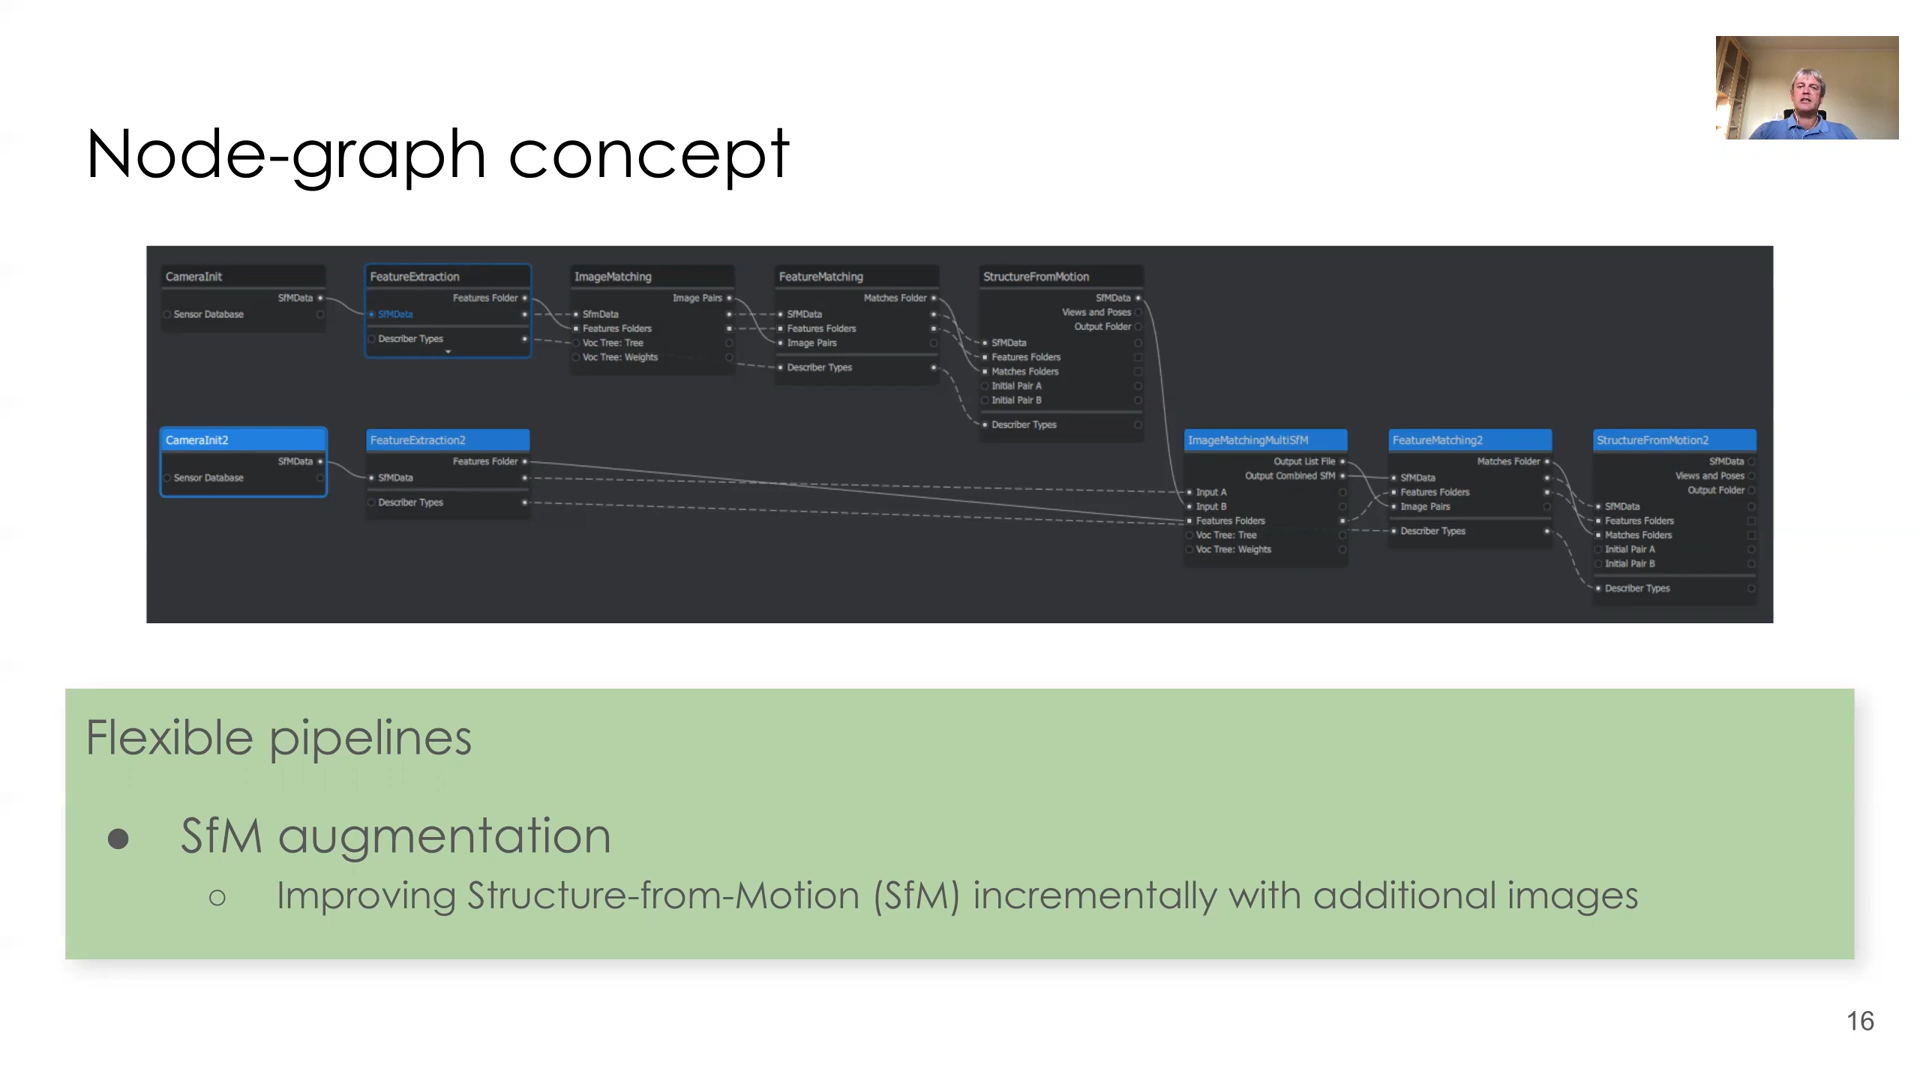 Node-graph concept
CameraInit
SfMData
Sensor Database
FeatureExtraction
Features Folder
SfMData
Describer Types
ImageMatching
Image Pairs
SfmData
Features Folders
Voc Tree: Tree
Voc Tree: Weights
FeatureMatching
Matches Folder
SfMData
Features Folders
Image Pairs
Describer Types
StructureFromMotion
SfMData
Views and Poses
Output Folder
SfMData
Features Folders
Matches Folders
Initial Pair A
Initial Pair B
Describer Types
CameraInit2
SfMData
Sensor Database
FeatureExtraction2
Features Folder
SfMData
Describer Types
ImageMatchingMultiSfM
Output List File
Output Combined SfM
Input A
Input B
Features Folders
Voc Tree: Tree
Voc Tree: Weights
FeatureMatching2
Matches Folder
SfMData
Features Folders
Image Pairs
Describer Types
StructureFromMotion2
SfMData
Views and Poses
Output Folder
SfMData
Features Folders
Matches Folders
Initial Pair A
Initial Pair B
Describer Types
Flexible pipelines
● SfM augmentation
○ Improving Structure-from-Motion (SfM) incrementally with additional images
16